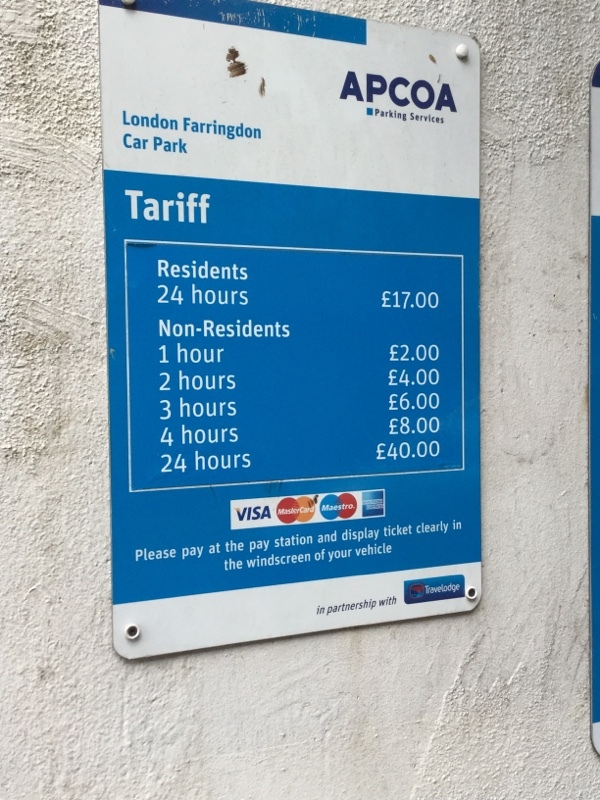 APCOA
Parking Services
London Farringdon
Car Park
Tariff
Residents
24 hours £17.00
Non-Residents
1 hour £2.00
2 hours £4.00
3 hours £6.00
4 hours £8.00
24 hours £40.00
VISA MasterCard Maestro
Please pay at the pay station and display ticket clearly in
the windscreen of your vehicle
in partnership with Travelodge